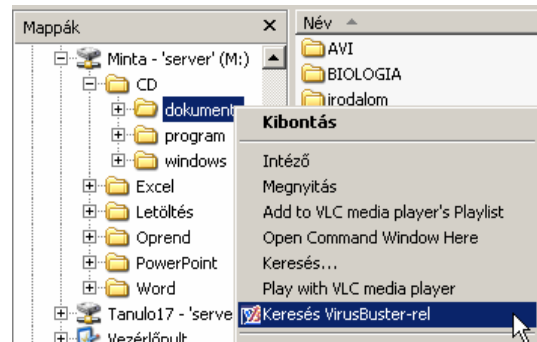 Mappák
Minta - 'server' (M:)
CD
dokument
program
windows
Excel
Letöltés
Oprend
PowerPoint
Word
Tanulo17 - 'serve
Vezérlőpult
Név
AVI
BIOLOGIA
irodalom
Kibontás
Intéző
Megnyitás
Add to VLC media player's Playlist
Open Command Window Here
Keresés...
Play with VLC media player
Keresés VirusBuster-rel